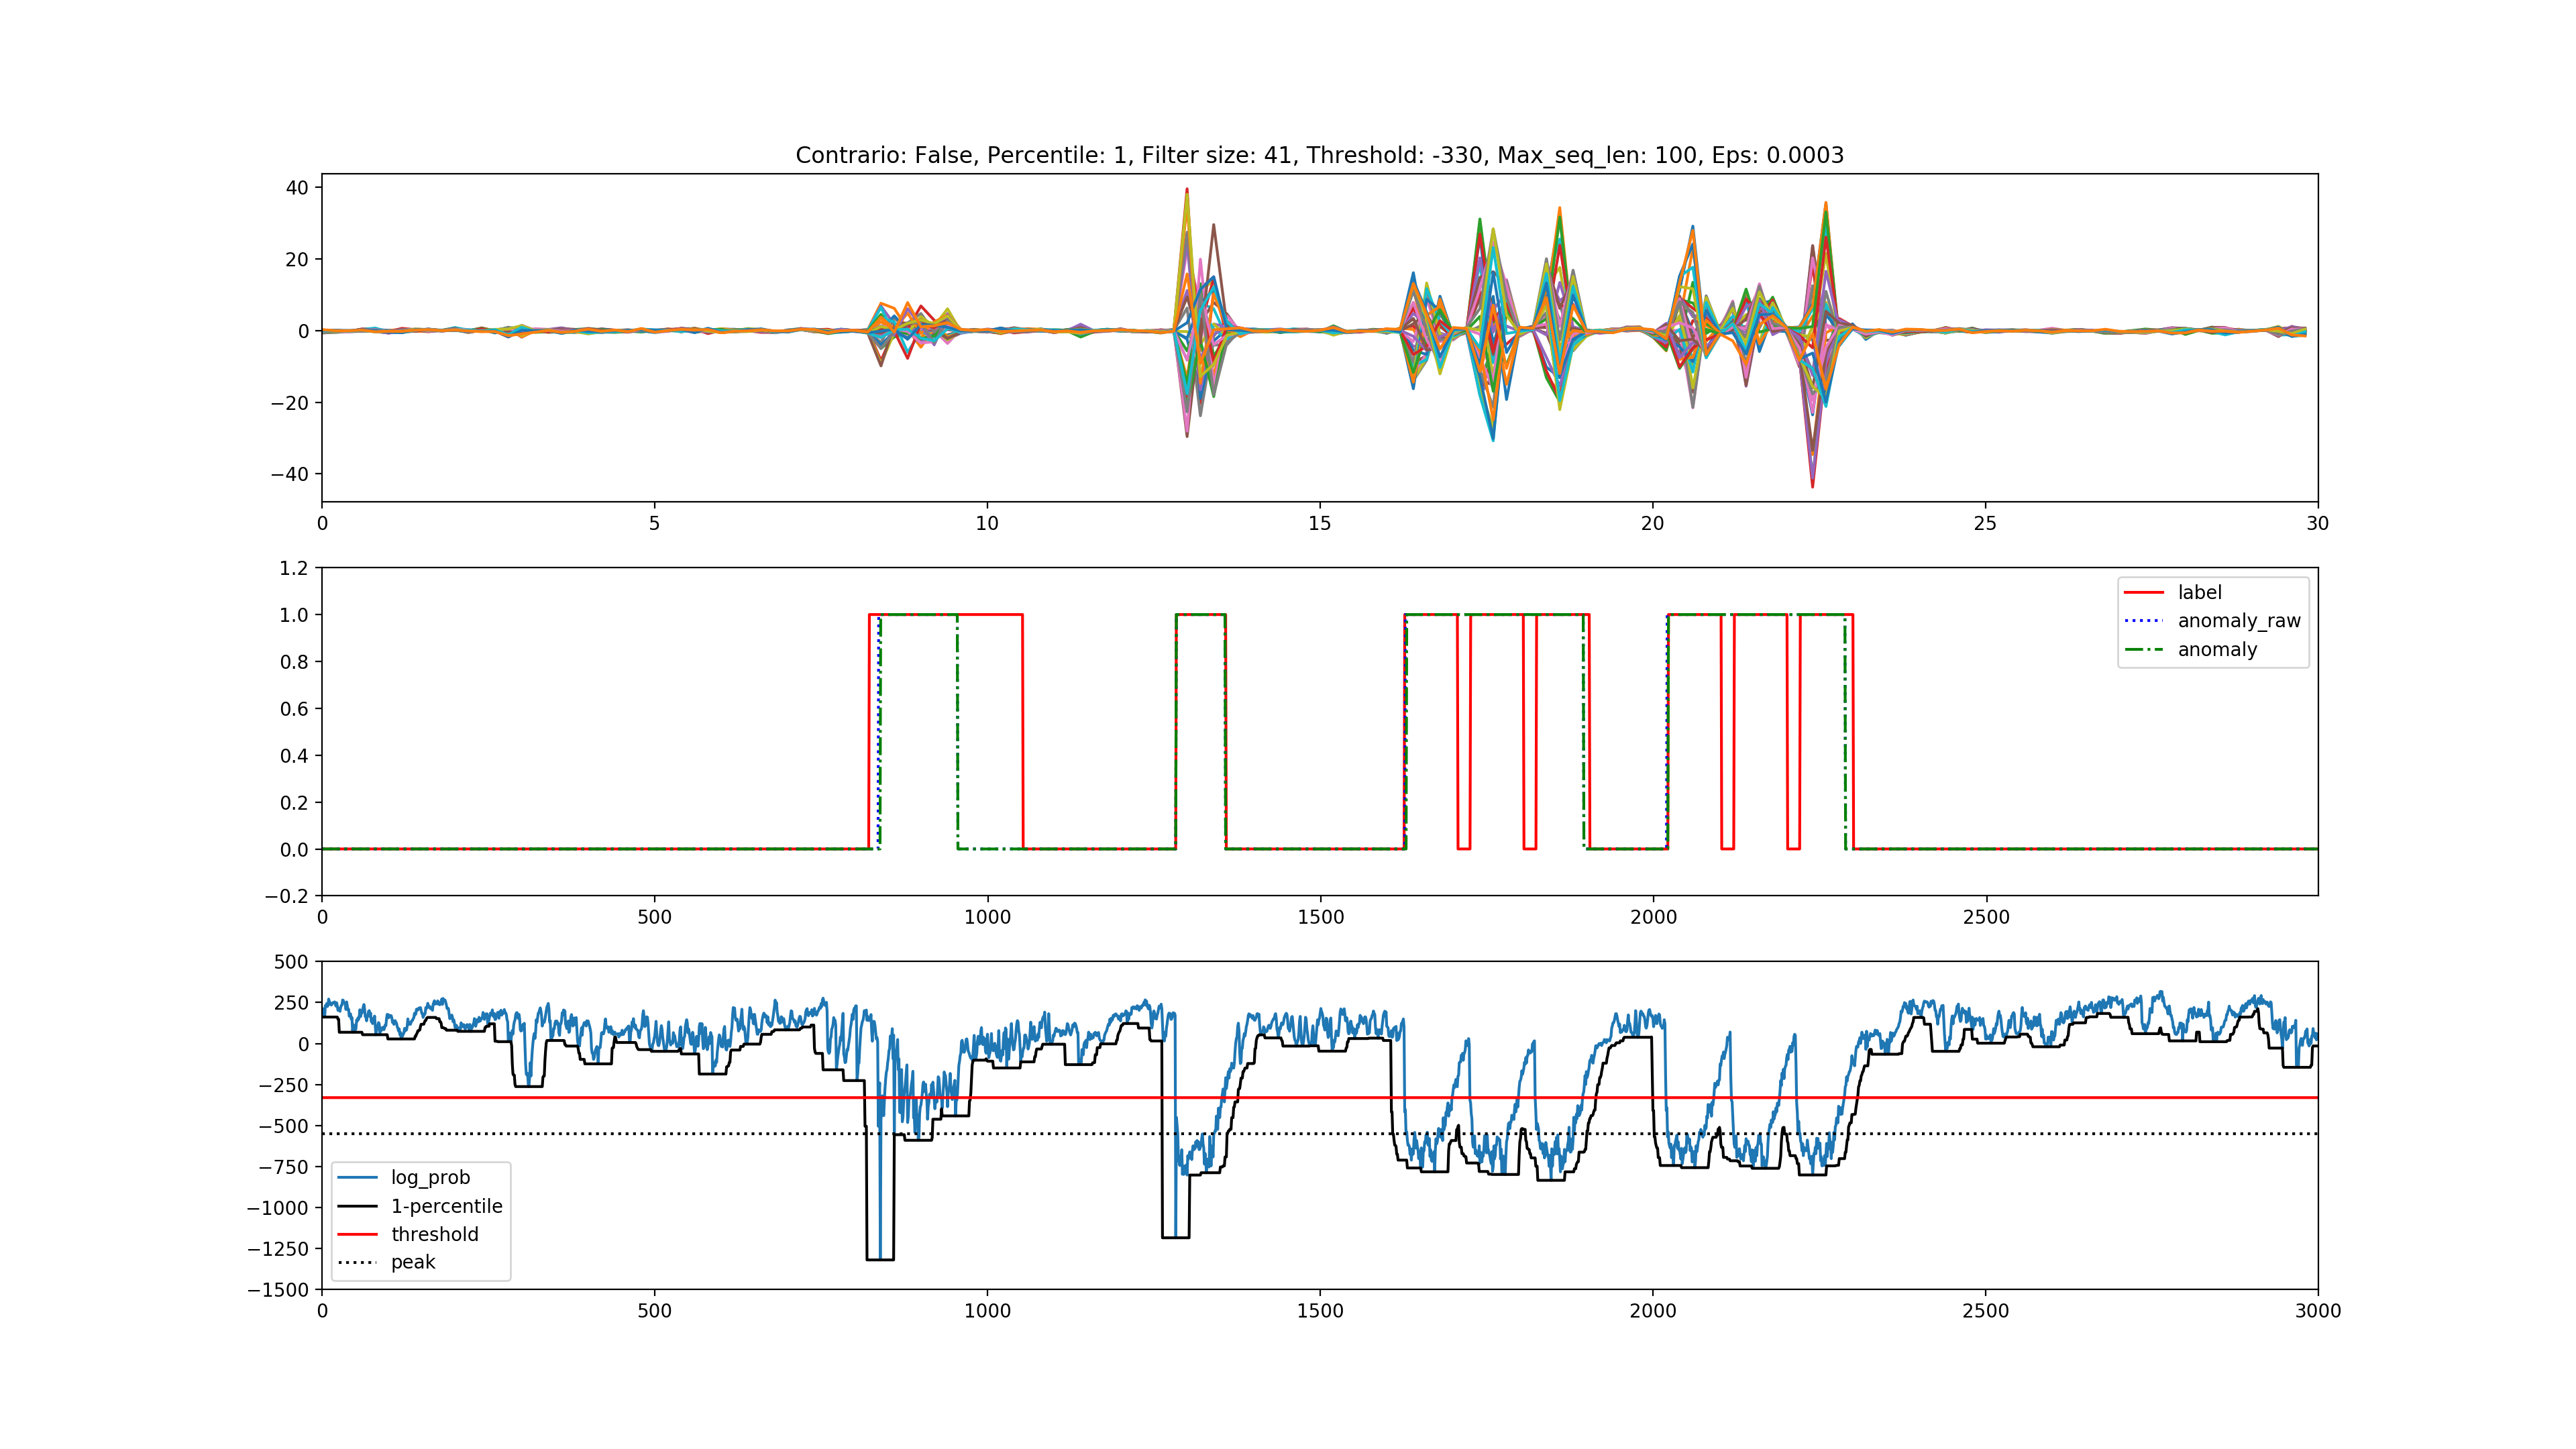 Contrario: False, Percentile: 1, Filter size: 41, Threshold: -330, Max_seq_len: 100, Eps: 0.0003
40
20
0
−20
−40
0 5 10 15 20 25 30
1.2
1.0
0.8
0.6
0.4
0.2
0.0
−0.2
label
anomaly_raw
anomaly
0 500 1000 1500 2000 2500
500
250
0
−250
−500
−750
−1000
−1250
−1500
log_prob
1-percentile
threshold
peak
0 500 1000 1500 2000 2500 3000